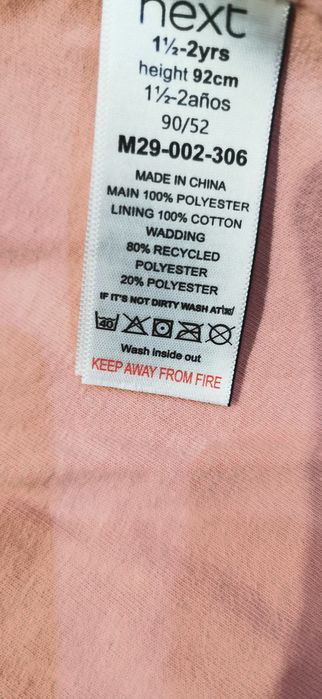 next
1½-2yrs
height 92cm
1½-2años
90/52
M29-002-306
MADE IN CHINA
MAIN 100% POLYESTER
LINING 100% COTTON
WADDING
80% RECYCLED
POLYESTER
20% POLYESTER
IF IT'S NOT DIRTY WASH AT
40
Wash inside out
KEEP AWAY FROM FIRE